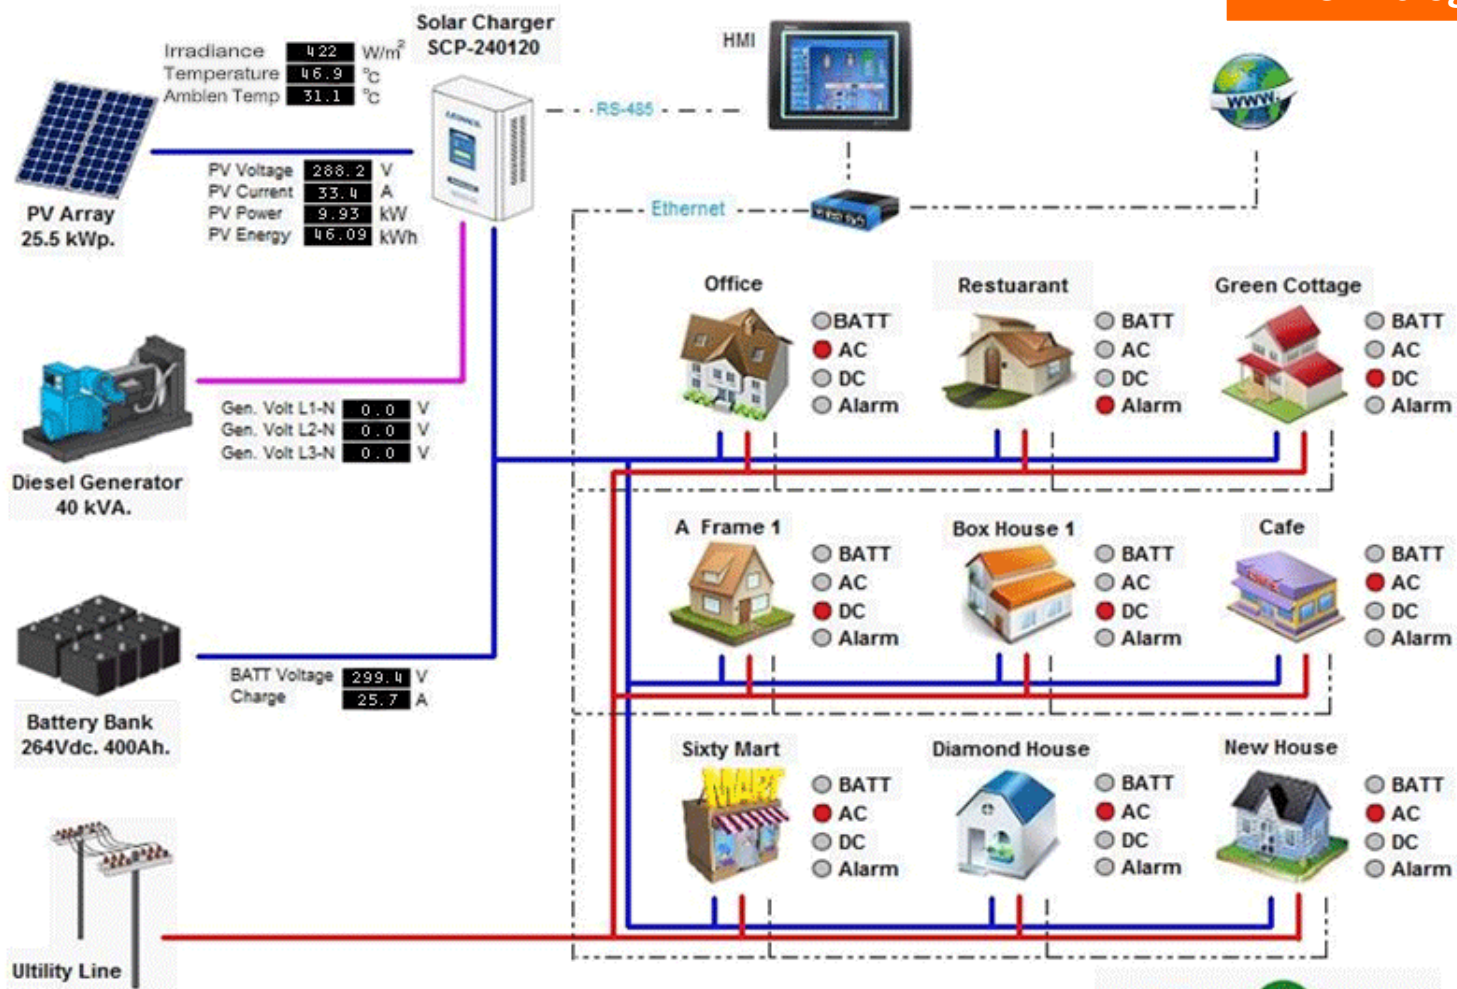 Solar Charger
SCP-240120
Irradiance 422 W/m²
Temperature 46.9 °C
Ambien Temp 31.1 °C
HMI
RS-485
WWW.
PV Voltage 288.2 V
PV Current 33.4 A
PV Power 9.93 kW
PV Energy 46.09 kWh
PV Array
25.5 kWp.
Ethernet
Office
BATT
AC
DC
Alarm
Restuarant
BATT
AC
DC
Alarm
Green Cottage
BATT
AC
DC
Alarm
Gen. Volt L1-N 0.0 V
Gen. Volt L2-N 0.0 V
Gen. Volt L3-N 0.0 V
Diesel Generator
40 kVA.
A Frame 1
BATT
AC
DC
Alarm
Box House 1
BATT
AC
DC
Alarm
Cafe
BATT
AC
DC
Alarm
BATT Voltage 299.4 V
Charge 25.7 A
Battery Bank
264Vdc. 400Ah.
Sixty Mart
MART
BATT
AC
DC
Alarm
Diamond House
BATT
AC
DC
Alarm
New House
BATT
AC
DC
Alarm
Ultility Line